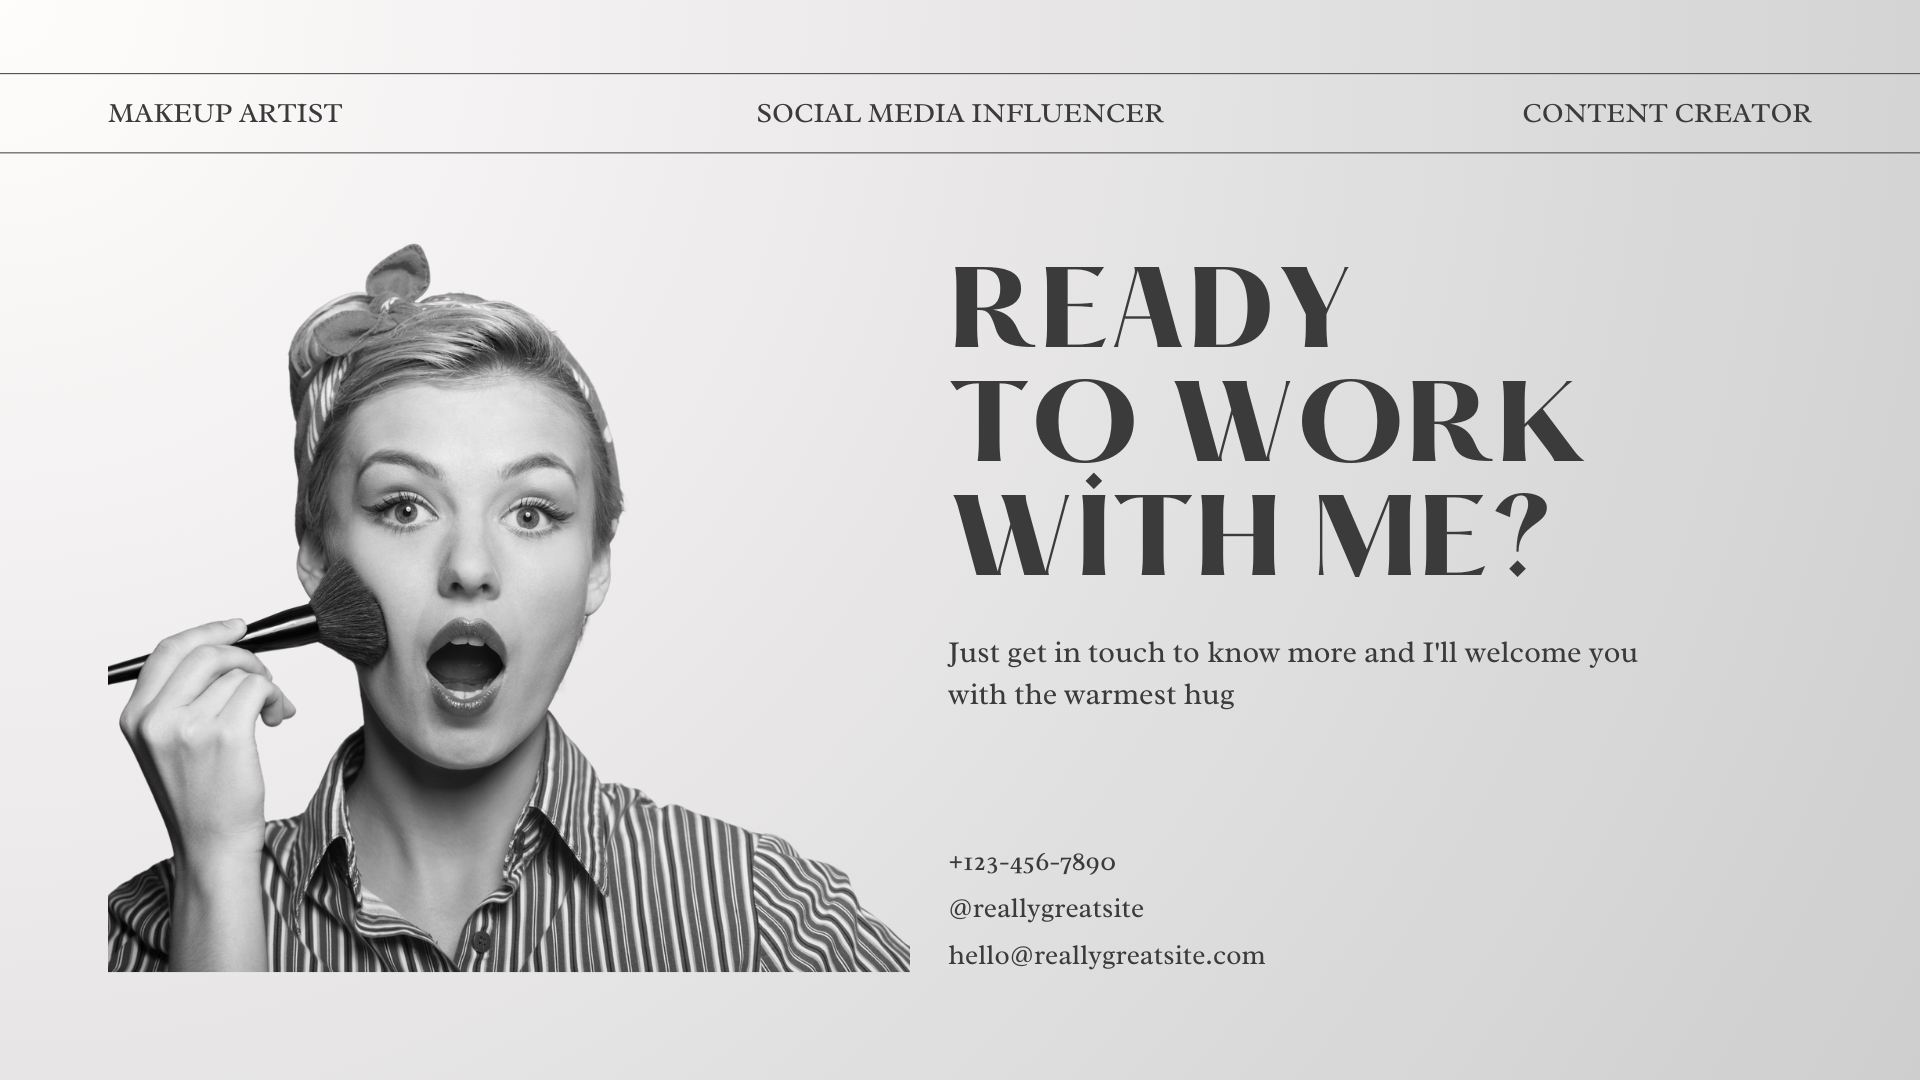 MAKEUP ARTIST
SOCIAL MEDIA INFLUENCER
CONTENT CREATOR
READY
TO WORK
WITH ME?
Just get in touch to know more and I'll welcome you
with the warmest hug
+123-456-7890
@reallygreatsite
hello@reallygreatsite.com